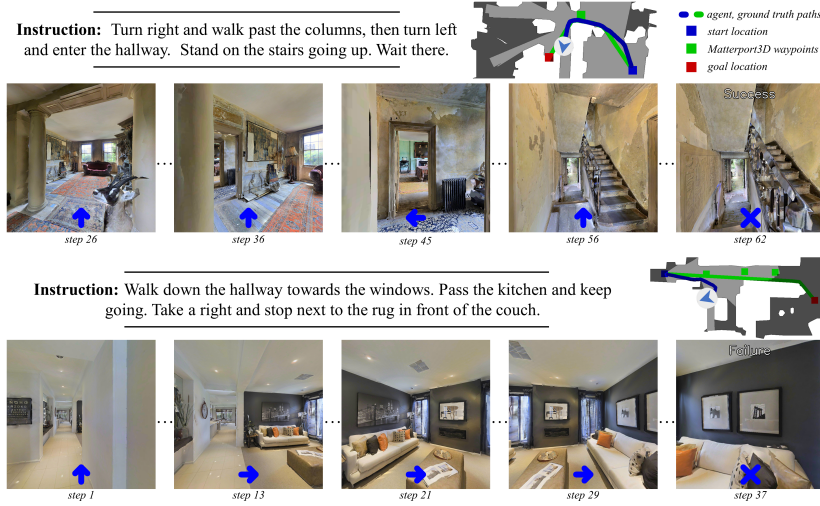 Instruction: Turn right and walk past the columns, then turn left
and enter the hallway. Stand on the stairs going up. Wait there.
agent, ground truth paths
start location
Matterport3D waypoints
goal location
Success
... ... ... ...
step 26 step 36 step 45 step 56 step 62
Instruction: Walk down the hallway towards the windows. Pass the kitchen and keep
going. Take a right and stop next to the rug in front of the couch.
Failure
... ... ... ...
step 1 step 13 step 21 step 29 step 37